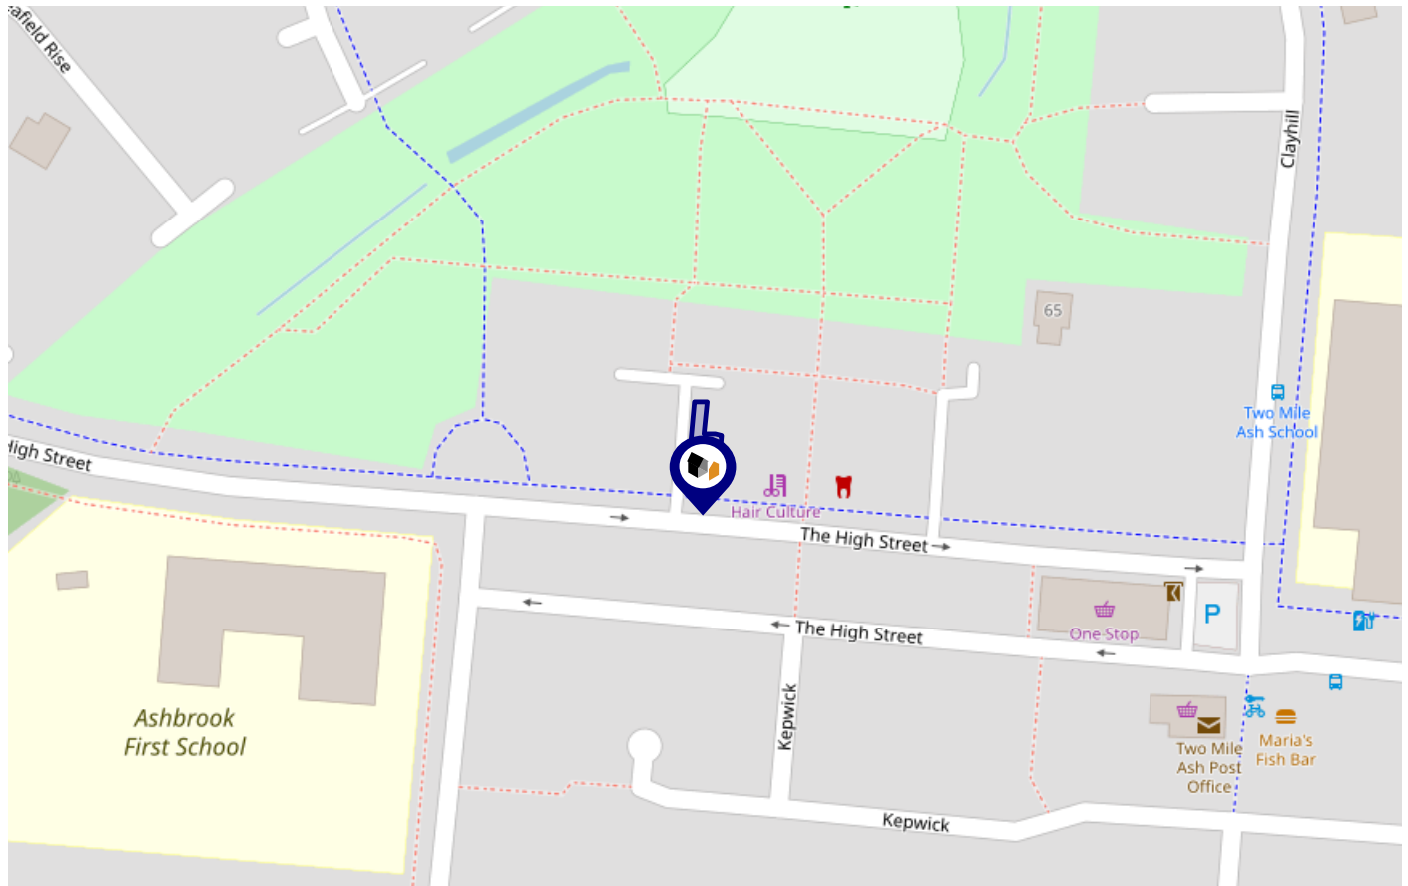 eafield Rise
Clayhill
65
Two Mile
Ash School
High Street
Hair Culture
The High Street
P
The High Street
One Stop
Kepwick
Ashbrook
First School
Two Mile
Ash Post
Office
Maria's
Fish Bar
Kepwick